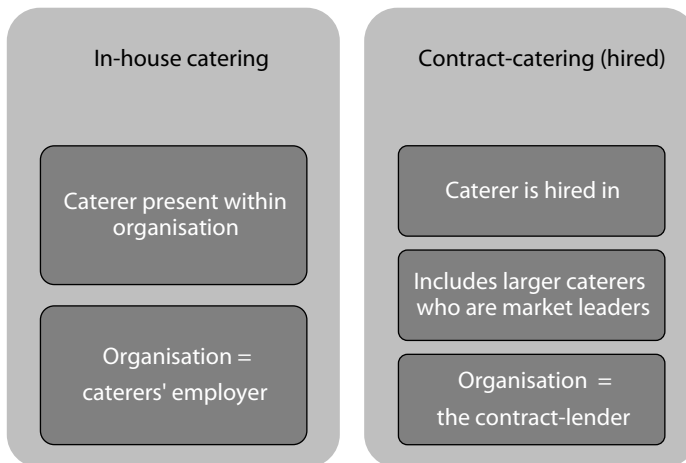 In-house catering
Caterer present within
organisation
Organisation =
caterers' employer
Contract-catering (hired)
Caterer is hired in
Includes larger caterers
who are market leaders
Organisation =
the contract-lender